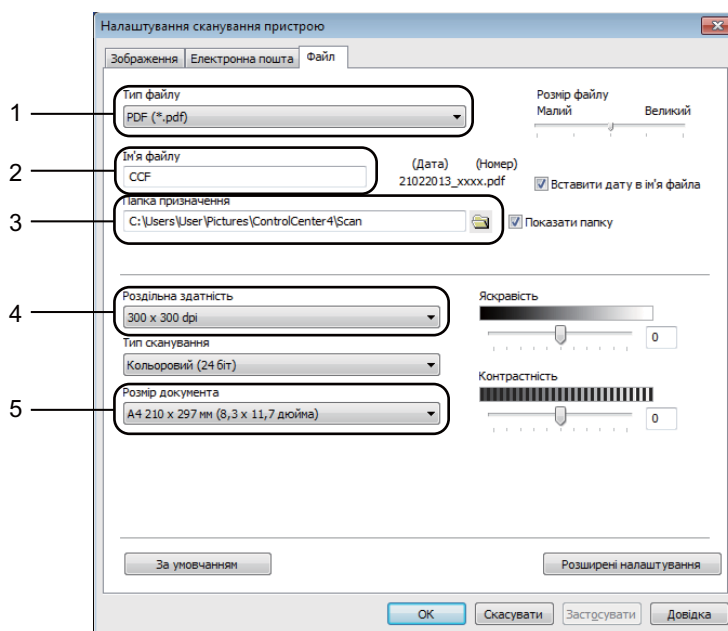 Налаштування сканування пристрою
Зображення Електронна пошта Файл
1
Тип файлу
PDF (*.pdf)
Розмір файлу
Малий Великий
2
Ім'я файлу
CCF
(Дата) (Номер)
21022013_xxxx.pdf
Вставити дату в ім'я файла
3
Папка призначення
C:\Users\User\Pictures\ControlCenter4\Scan
Показати папку
4
Роздільна здатність
300 x 300 dpi
Яскравість
0
Тип сканування
Кольоровий (24 біт)
Контрастність
0
5
Розмір документа
A4 210 x 297 мм (8,3 x 11,7 дюйма)
За умовчанням
Розширені налаштування
OK Скасувати Застосувати Довідка